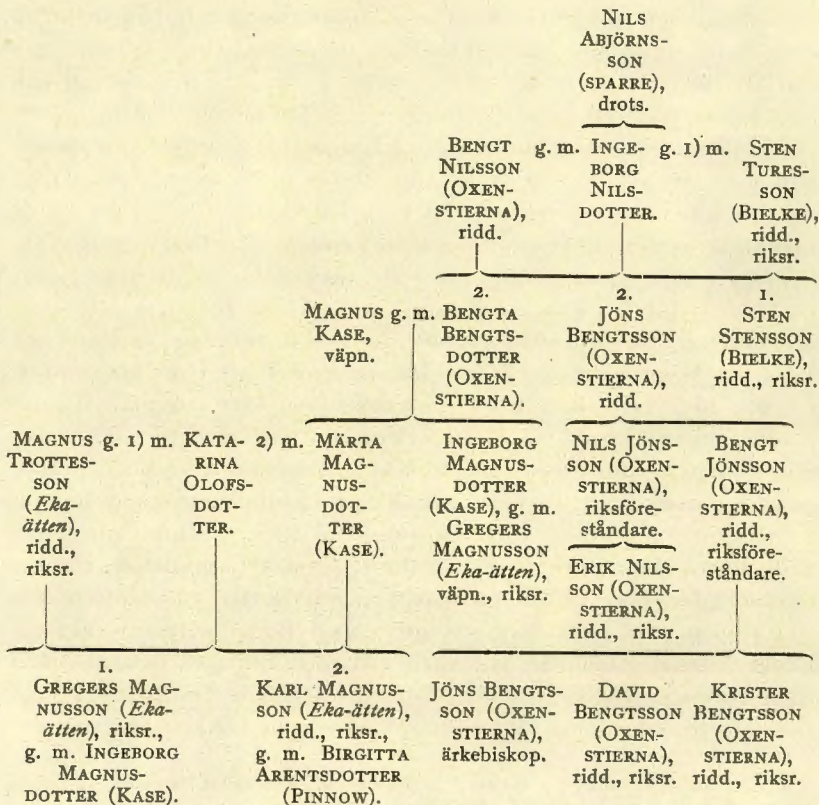 NILS
ABJÖRNS-
SON
(SPARRE),
drots.
BENGT
NILSSON
(OXEN-
STIERNA),
ridd.
g. m.
INGE-
BORG
NILS-
DOTTER.
g. 1) m.
STEN
TURES-
SON
(BIELKE),
ridd.,
riksr.
MAGNUS
KASE,
väpn.
g. m.
2.
BENGTA
BENGTS-
DOTTER
(OXEN-
STIERNA).
2.
JÖNS
BENGTSSON
(OXEN-
STIERNA),
ridd.
1.
STEN
STENSSON
(BIELKE),
ridd., riksr.
MAGNUS
TROTTES-
SON
(Eka-
ätten),
ridd.,
riksr.
g. 1) m.
KATA-
RINA
OLOFS-
DOT-
TER.
2) m.
MÄRTA
MAG-
NUS-
DOT-
TER
(KASE).
INGEBORG
MAGNUS-
DOTTER
(KASE), g. m.
GREGERS
MAGNUSSON
(Eka-ätten),
väpn., riksr.
NILS JÖNS-
SON (OXEN-
STIERNA),
riksföre-
ståndare.
ERIK NILS-
SON (OXEN-
STIERNA),
ridd., riksr.
BENGT
JÖNSSON
(OXEN-
STIERNA),
ridd.,
riksföre-
ståndare.
1.
GREGERS MAG-
NUSSON (Eka-
ätten), riksr.,
g. m. INGEBORG
MAGNUS-
DOTTER (KASE).
2.
KARL MAGNUS-
SON (Eka-ätten),
ridd., riksr.,
g. m. BIRGITTA
ARENTSDOTTER
(PINNOW).
JÖNS BENGTS-
SON (OXEN-
STIERNA),
ärkebiskop.
DAVID
BENGTSSON
(OXEN-
STIERNA),
ridd., riksr.
KRISTER
BENGTSSON
(OXEN-
STIERNA),
ridd., riksr.